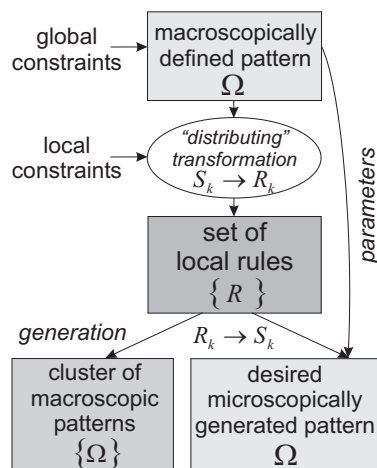 global
constraints
macroscopically
defined pattern
Ω
local
constraints
“distributing”
transformation
S_k → R_k
parameters
set of
local rules
{ R }
generation
R_k → S_k
cluster of
macroscopic
patterns
{Ω}
desired
microscopically
generated pattern
Ω